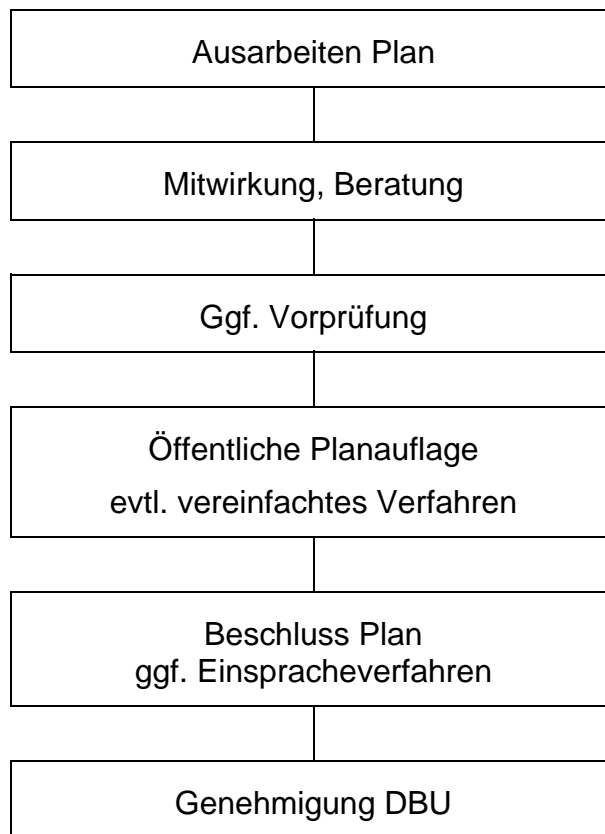 Ausarbeiten Plan
Mitwirkung, Beratung
Ggf. Vorprüfung
Öffentliche Planauflage
evtl. vereinfachtes Verfahren
Beschluss Plan
ggf. Einspracheverfahren
Genehmigung DBU